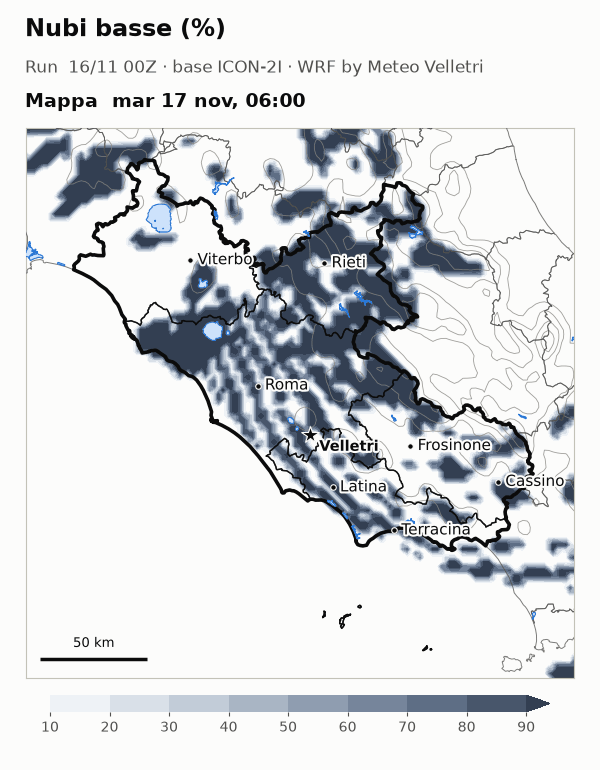 Nubi basse (%)
Run  16/11 00Z · base ICON-2I · WRF by Meteo Velletri
Mappa  mar 17 nov, 06:00
Viterbo
Rieti
Roma
Velletri
Frosinone
Latina
Cassino
Terracina
50 km
10 20 30 40 50 60 70 80 90